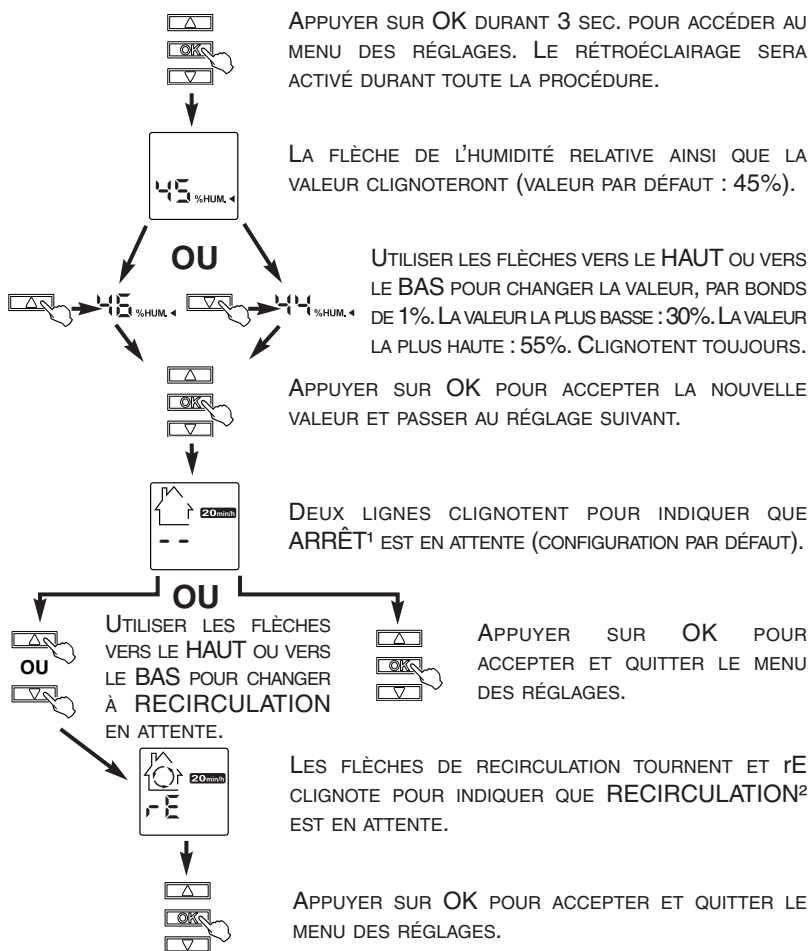 OK
APPUYER SUR OK DURANT 3 SEC. POUR ACCÉDER AU
MENU DES RÉGLAGES. LE RÉTROÉCLAIRAGE SERA
ACTIVÉ DURANT TOUTE LA PROCÉDURE.
45 %HUM.
LA FLÈCHE DE L'HUMIDITÉ RELATIVE AINSI QUE LA
VALEUR CLIGNOTERONT (VALEUR PAR DÉFAUT : 45%).
OU
46 %HUM.
44 %HUM.
UTILISER LES FLÈCHES VERS LE HAUT OU VERS
LE BAS POUR CHANGER LA VALEUR, PAR BONDS
DE 1%. LA VALEUR LA PLUS BASSE : 30%. LA VALEUR
LA PLUS HAUTE : 55%. CLIGNOTENT TOUJOURS.
OK
APPUYER SUR OK POUR ACCEPTER LA NOUVELLE
VALEUR ET PASSER AU RÉGLAGE SUIVANT.
20min/h
--
DEUX LIGNES CLIGNOTENT POUR INDIQUER QUE
ARRÊT¹ EST EN ATTENTE (CONFIGURATION PAR DÉFAUT).
OU
OU
UTILISER LES FLÈCHES
VERS LE HAUT OU VERS
LE BAS POUR CHANGER
À RECIRCULATION
EN ATTENTE.
OK
APPUYER SUR OK POUR
ACCEPTER ET QUITTER LE MENU
DES RÉGLAGES.
20min/h
rE
LES FLÈCHES DE RECIRCULATION TOURNENT ET rE
CLIGNOTE POUR INDIQUER QUE RECIRCULATION²
EST EN ATTENTE.
OK
APPUYER SUR OK POUR ACCEPTER ET QUITTER LE
MENU DES RÉGLAGES.